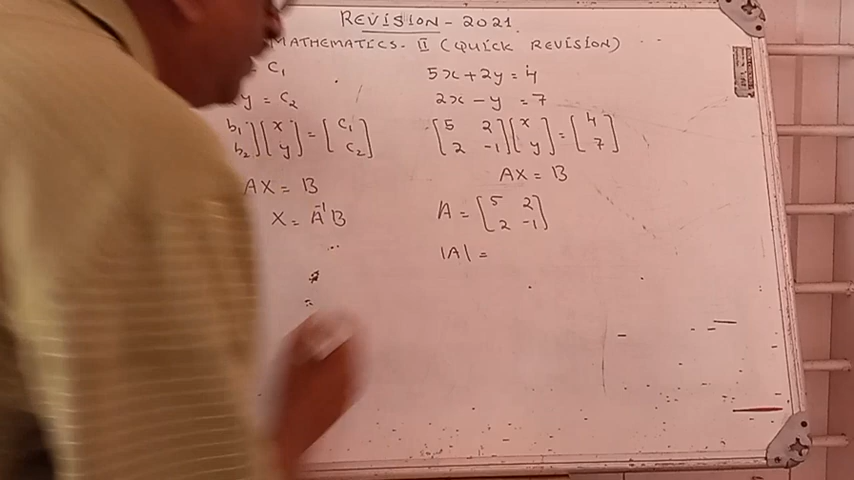 REVISION - 2021
MATHEMATICS - II (QUICK REVISION)
= C₁
y = C₂
b₁ [x = [C₁
b₂] y] C₂]
AX = B
X = A⁻¹B
5x + 2y = 4
2x - y = 7
[5 2 [x = [4
2 -1] y] 7]
AX = B
A = [5 2
2 -1]
|A| =